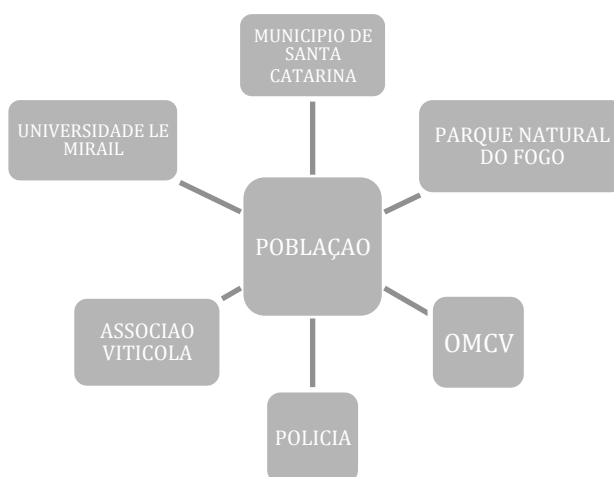 MUNICIPIO DE
SANTA
CATARINA
UNIVERSIDADE LE
MIRAIL
PARQUE NATURAL
DO FOGO
POBLAÇAO
ASSOCIAO
VITICOLA
OMCV
POLICIA